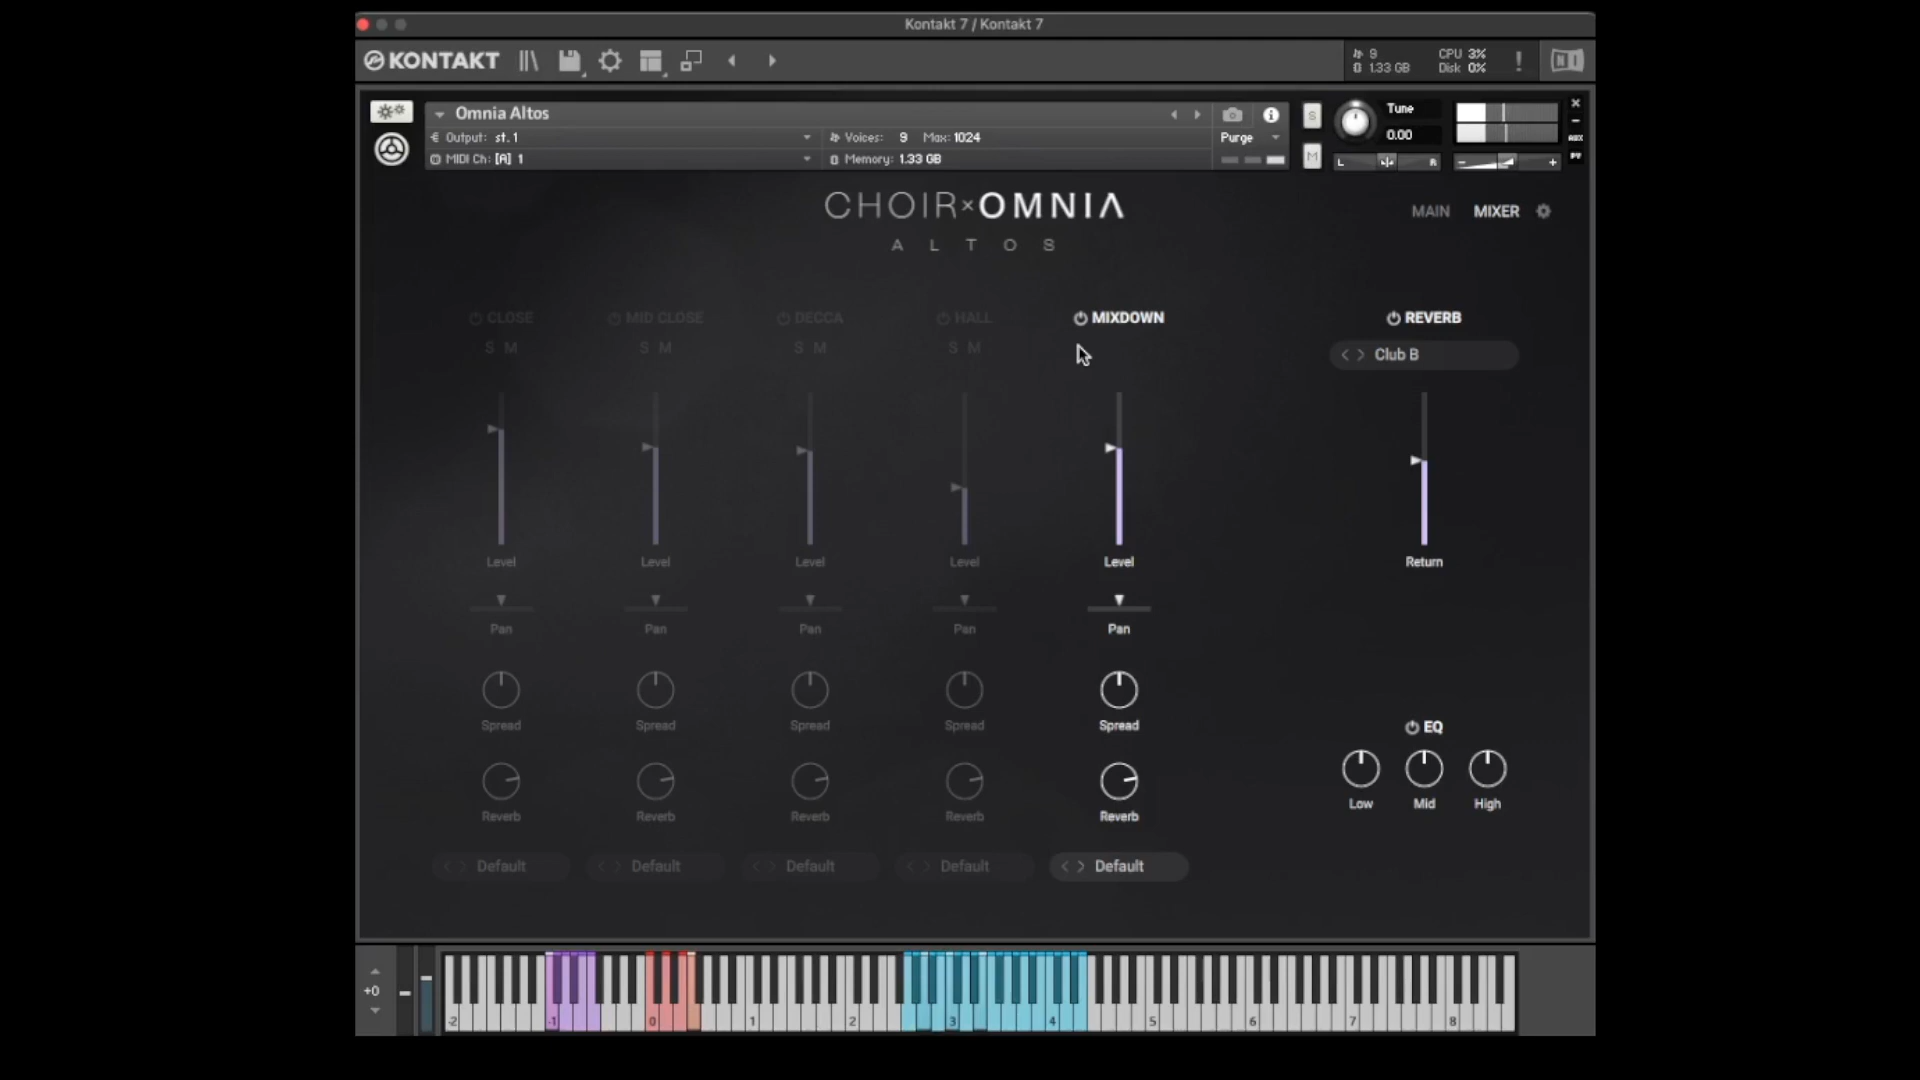 Kontakt 7 / Kontakt 7
KONTAKT
9
1.33 GB
CPU 3%
Disk 0%
!
NI
Omnia Altos
Output: st.1
Voices: 9 Max: 1024
MIDI Ch: [A] 1
Memory: 1.33 GB
Purge
S
M
Tune
0.00
L R
- +
AUX
PV
CHOIR×OMNIA
ALTOS
MAIN MIXER
CLOSE MID CLOSE DECCA HALL MIXDOWN REVERB
S M S M S M S M
Club B
Level Level Level Level Level Return
Pan Pan Pan Pan Pan
Spread Spread Spread Spread Spread
EQ
Reverb Reverb Reverb Reverb Reverb
Low Mid High
Default Default Default Default Default
+0
-2 -1 0 1 2 3 4 5 6 7 8